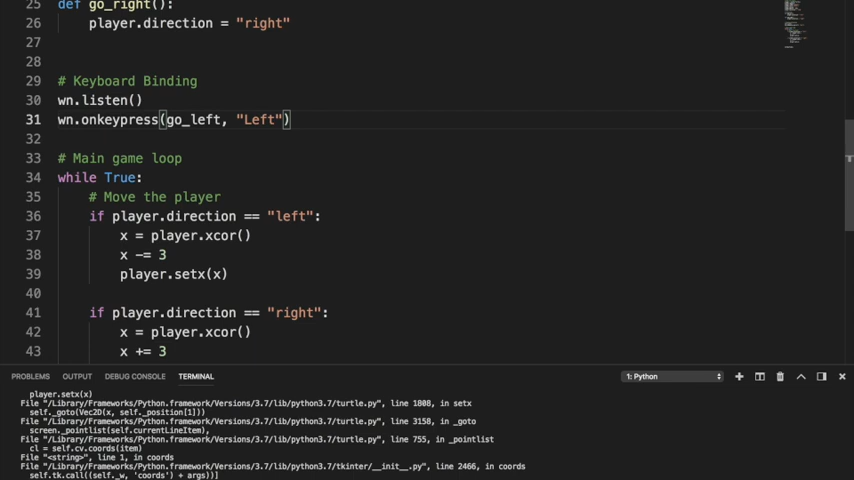 25 def go_right():
26 player.direction = "right"
27
28
29 # Keyboard Binding
30 wn.listen()
31 wn.onkeypress(go_left, "Left")
32
33 # Main game loop
34 while True:
35 # Move the player
36 if player.direction == "left":
37 x = player.xcor()
38 x -= 3
39 player.setx(x)
40
41 if player.direction == "right":
42 x = player.xcor()
43 x += 3
PROBLEMS OUTPUT DEBUG CONSOLE TERMINAL 1: Python
player.setx(x)
File "/Library/Frameworks/Python.framework/Versions/3.7/lib/python3.7/turtle.py", line 1808, in setx
self._goto(Vec2D(x, self._position[1]))
File "/Library/Frameworks/Python.framework/Versions/3.7/lib/python3.7/turtle.py", line 3158, in _goto
screen._pointlist(self.currentLineItem),
File "/Library/Frameworks/Python.framework/Versions/3.7/lib/python3.7/turtle.py", line 755, in _pointlist
cl = self.cv.coords(item)
File "<string>", line 1, in coords
File "/Library/Frameworks/Python.framework/Versions/3.7/lib/python3.7/tkinter/__init__.py", line 2466, in coords
self.tk.call((self._w, 'coords') + args))]